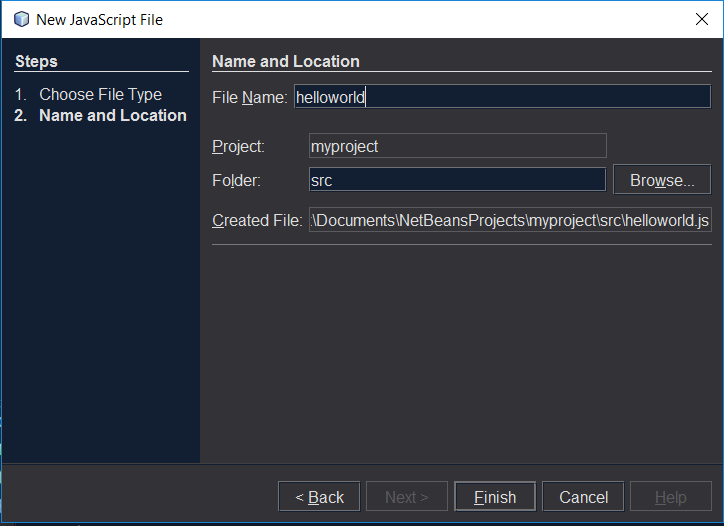 New JavaScript File
Steps
1. Choose File Type
2. Name and Location
Name and Location
File Name: helloworld
Project: myproject
Folder: src Browse...
Created File: :\Documents\NetBeansProjects\myproject\src\helloworld.js
< Back Next > Finish Cancel Help